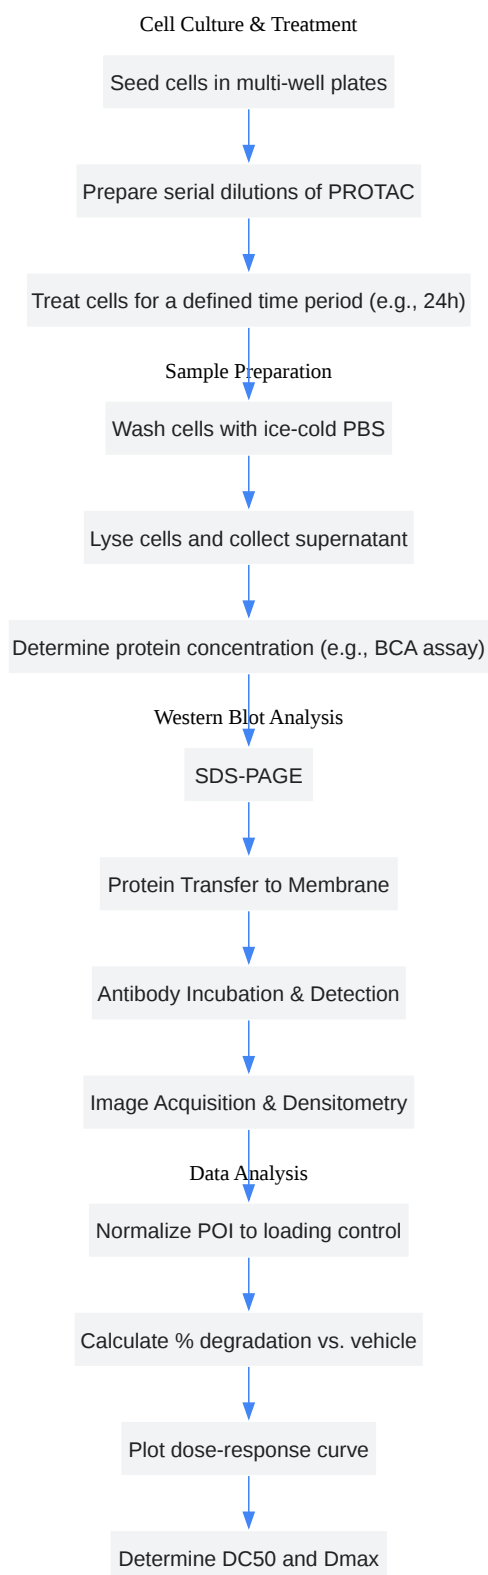 Cell Culture & Treatment
Seed cells in multi-well plates
Prepare serial dilutions of PROTAC
Treat cells for a defined time period (e.g., 24h)
Sample Preparation
Wash cells with ice-cold PBS
Lyse cells and collect supernatant
Determine protein concentration (e.g., BCA assay)
Western Blot Analysis
SDS-PAGE
Protein Transfer to Membrane
Antibody Incubation & Detection
Image Acquisition & Densitometry
Data Analysis
Normalize POI to loading control
Calculate % degradation vs. vehicle
Plot dose-response curve
Determine DC50 and Dmax